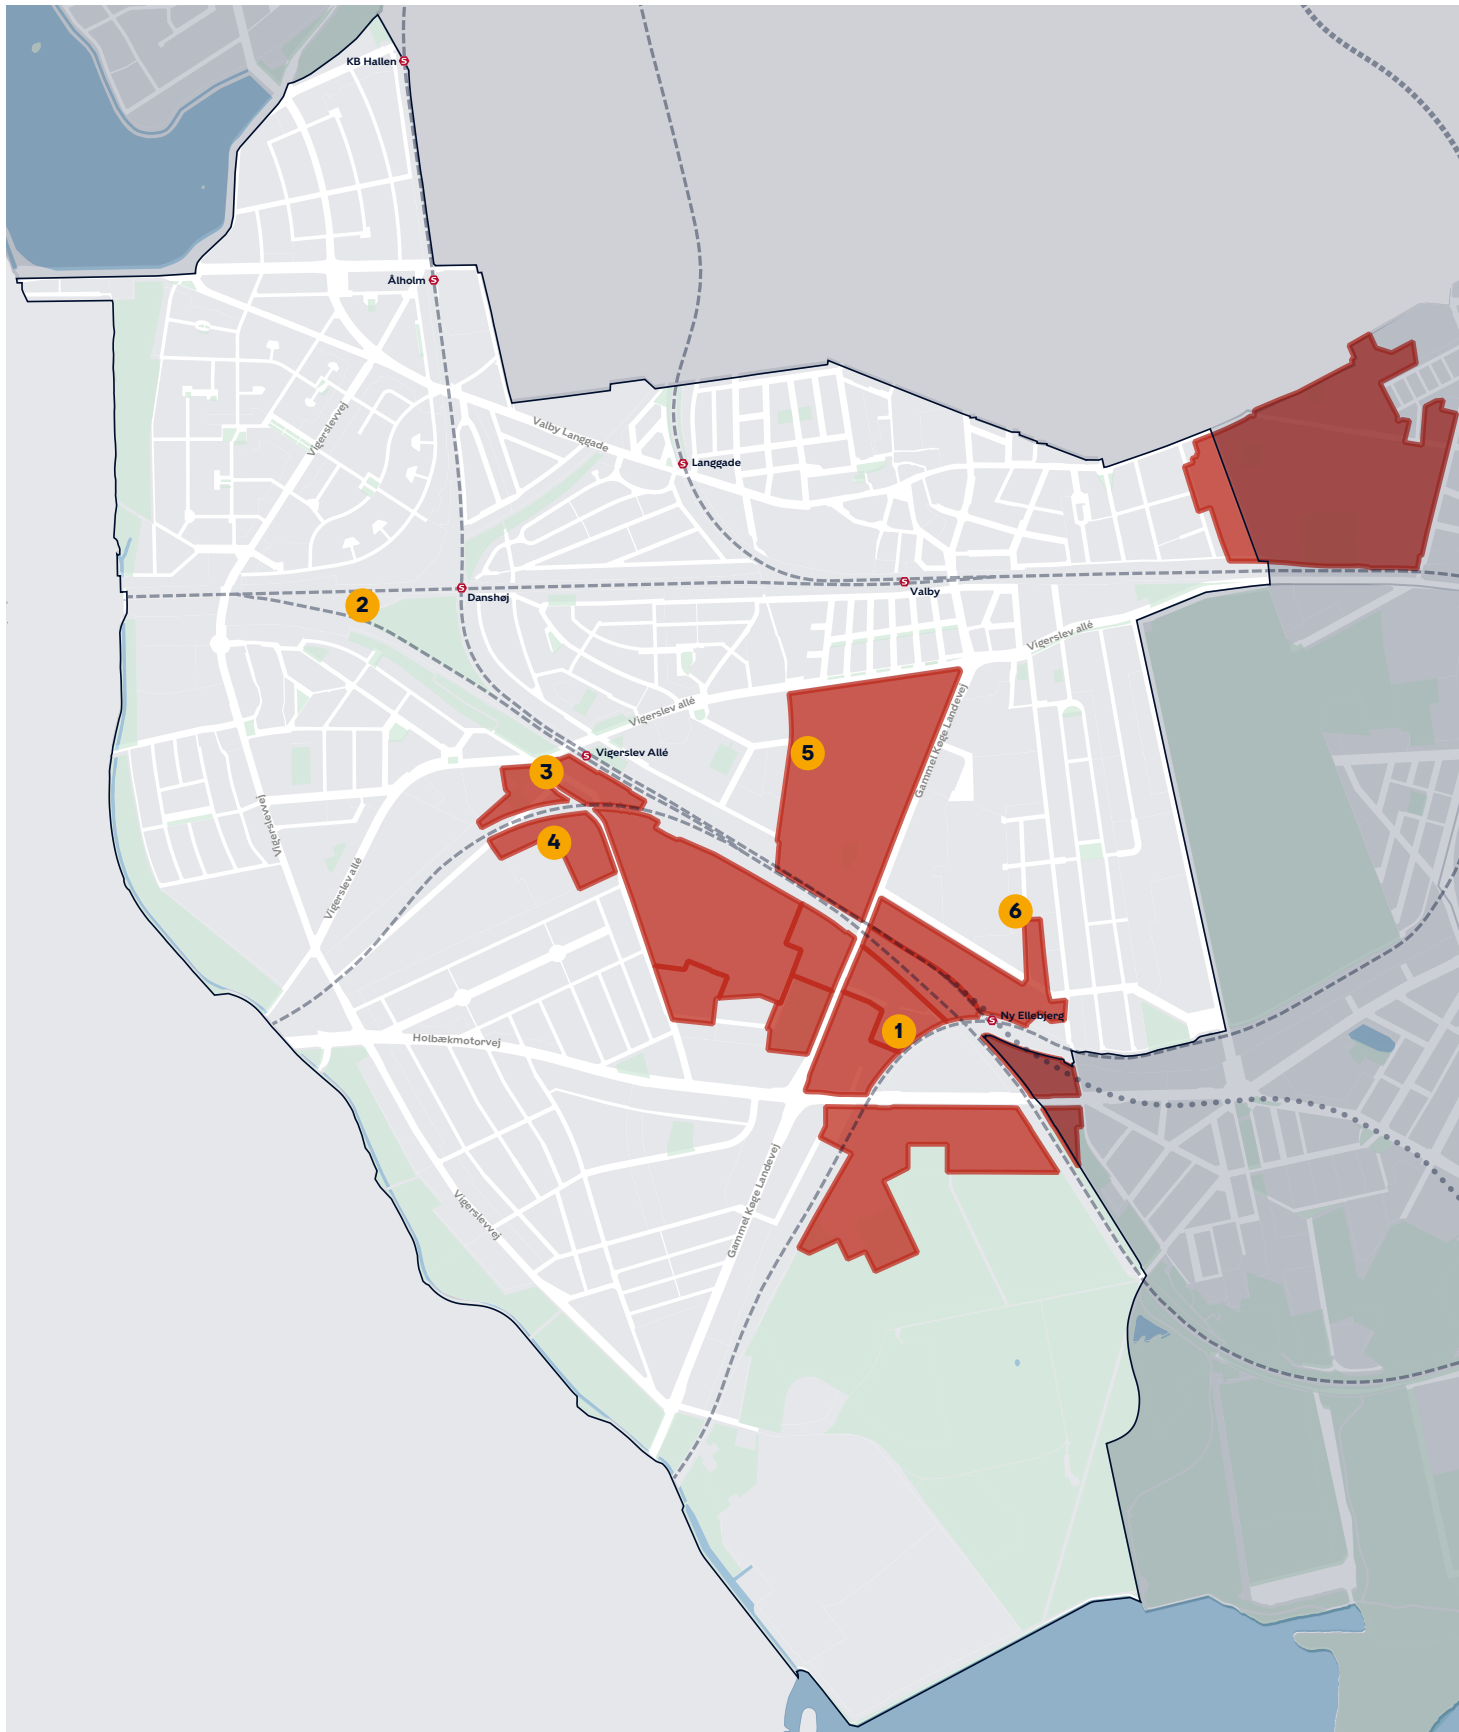 KB Hallen
S
Ålholm
S
Vigerslevvej
Valby Langgade
S
Langgade
S
Danshøj
S
Valby
2
Vigerslev allé
Vigerslev allé
Gammel Køge Landevej
S
Vigerslev Allé
5
3
4
Vigerslevvej
Vigerslev allé
6
S
Ny Ellebjerg
1
Holbækmotorvej
Gammel Køge Landevej
Vigerslevvej